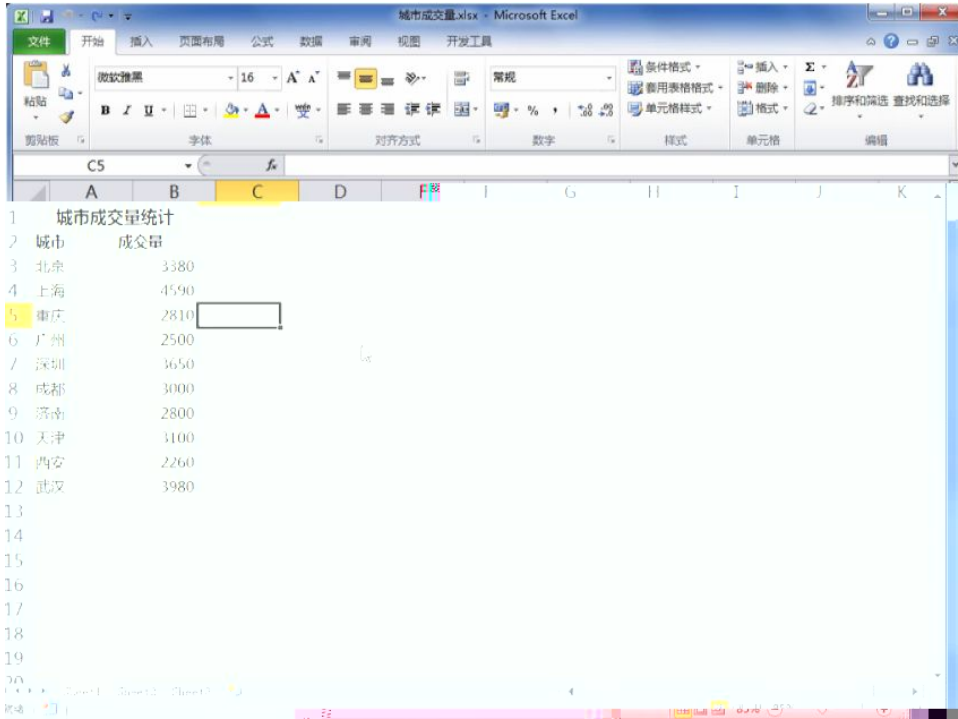 城市成交量.xlsx - Microsoft Excel
文件 开始 插入 页面布局 公式 数据 审阅 视图 开发工具
微软雅黑 16 A A 常规 条件格式 插入 Σ
粘贴 套用表格格式 删除 排序和筛选 查找和选择
B I U A 变 % , 单元格样式 格式
剪贴板 字体 对齐方式 数字 样式 单元格 编辑
C5 fx
A B C D F G H I J K
1 城市成交量统计
2 城市 成交量
3 北京 3380
4 上海 4590
5 重庆 2810
6 广州 2500
7 深圳 3650
8 成都 3000
9 济南 2800
10 天津 3100
11 西安 2260
12 武汉 3980
13
14
15
16
17
18
19
20